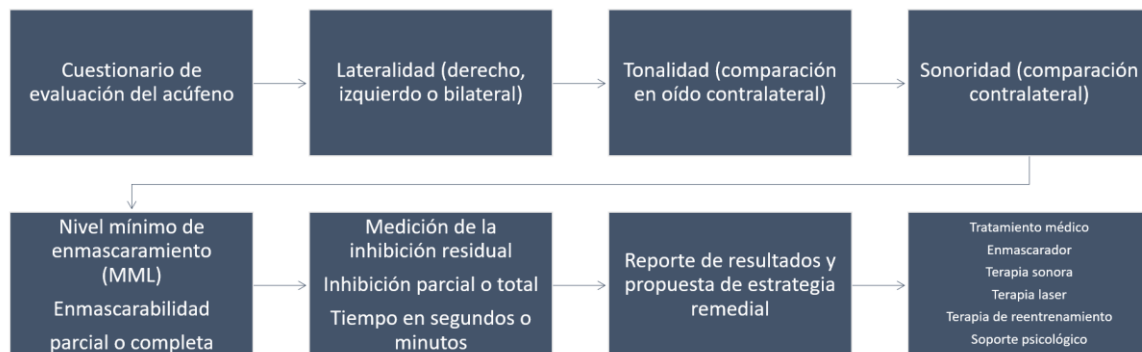 Cuestionario de
evaluación del acúfeno
Lateralidad (derecho,
izquierdo o bilateral)
Tonalidad (comparación
en oído contralateral)
Sonoridad (comparación
contralateral)
Nivel mínimo de
enmascaramiento
(MML)
Enmascarabilidad
parcial o completa
Medición de la
inhibición residual
Inhibición parcial o total
Tiempo en segundos o
minutos
Reporte de resultados y
propuesta de estrategia
remedial
Tratamiento médico
Enmascarador
Terapia sonora
Terapia laser
Terapia de reentrenamiento
Soporte psicológico